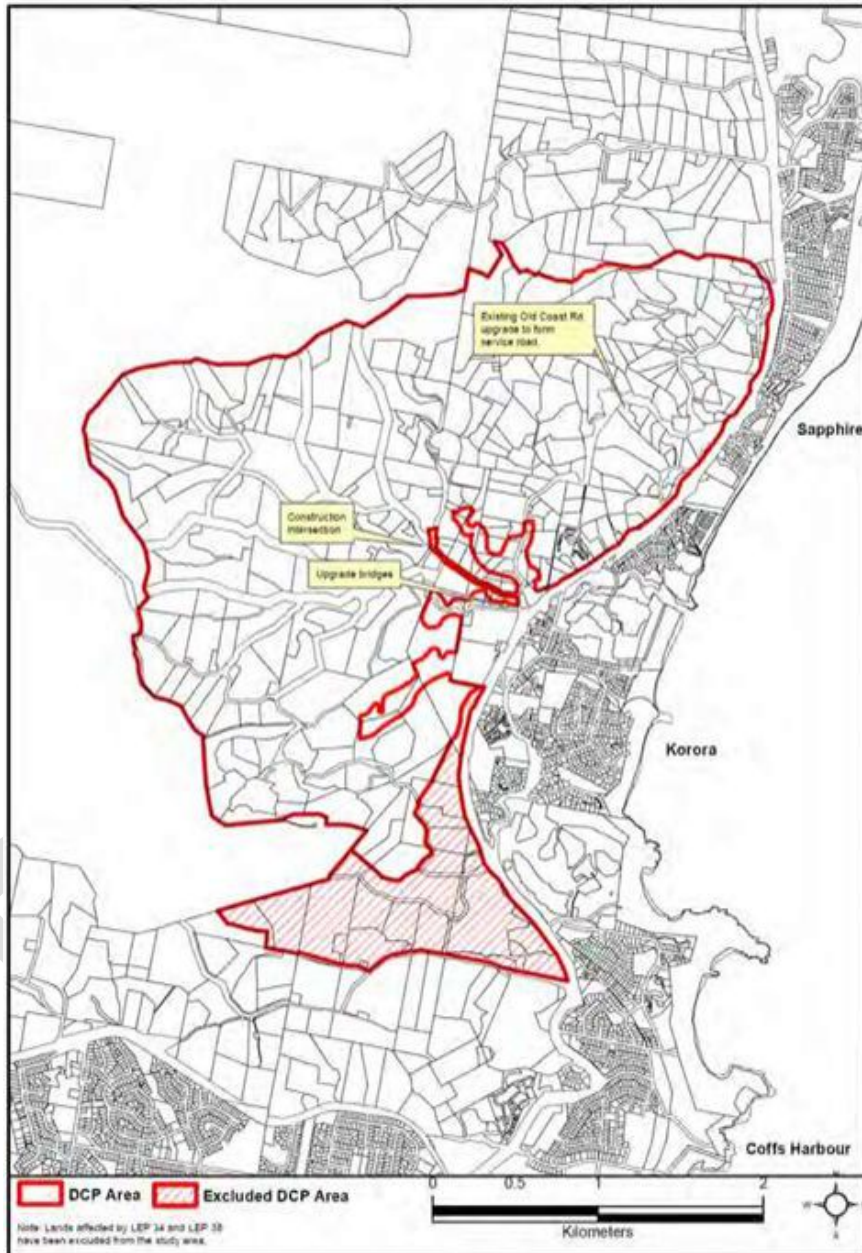 Existing Old Coast Rd
upgrade to form
service road.
Sapphire
Construction
intersection
Upgrade bridges
Korora
Coffs Harbour
DCP Area
Excluded DCP Area
0
0.5
1
2
Kilometers
Note: Lands affected by LEP 34 and LEP 38
have been excluded from the study area.
N
W